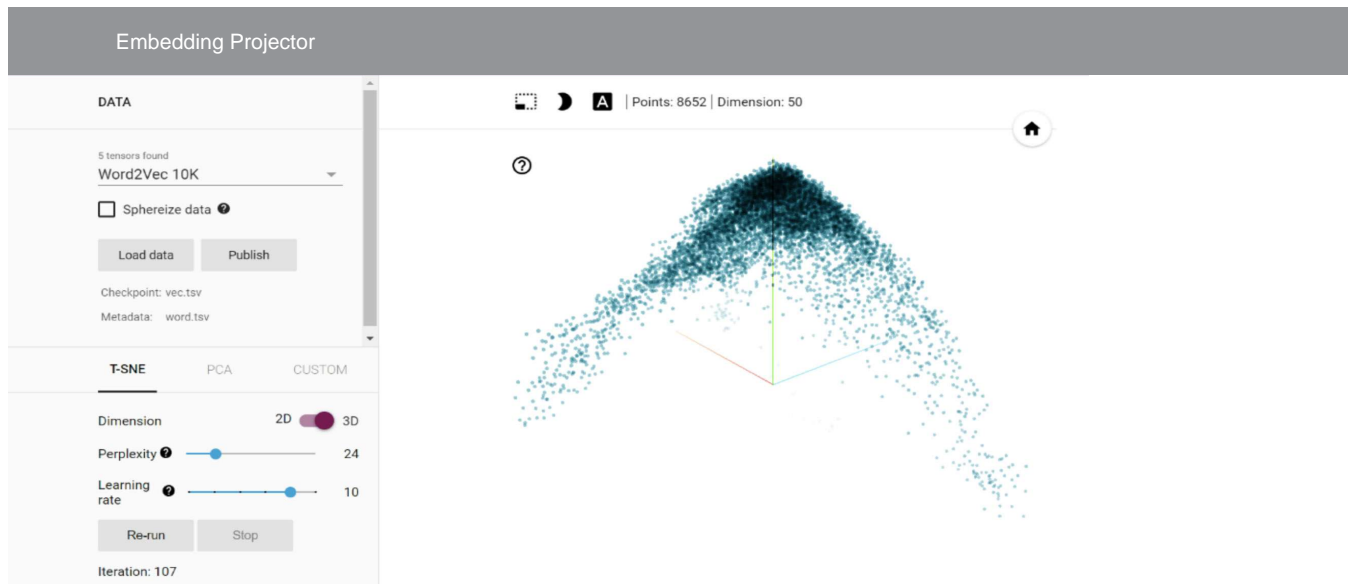 Embedding Projector
DATA
5 tensors found
Word2Vec 10K
Sphereize data
Load data Publish
Checkpoint: vec.tsv
Metadata: word.tsv
T-SNE PCA CUSTOM
Dimension 2D 3D
Perplexity 24
Learning
rate 10
Re-run Stop
Iteration: 107
A | Points: 8652 | Dimension: 50